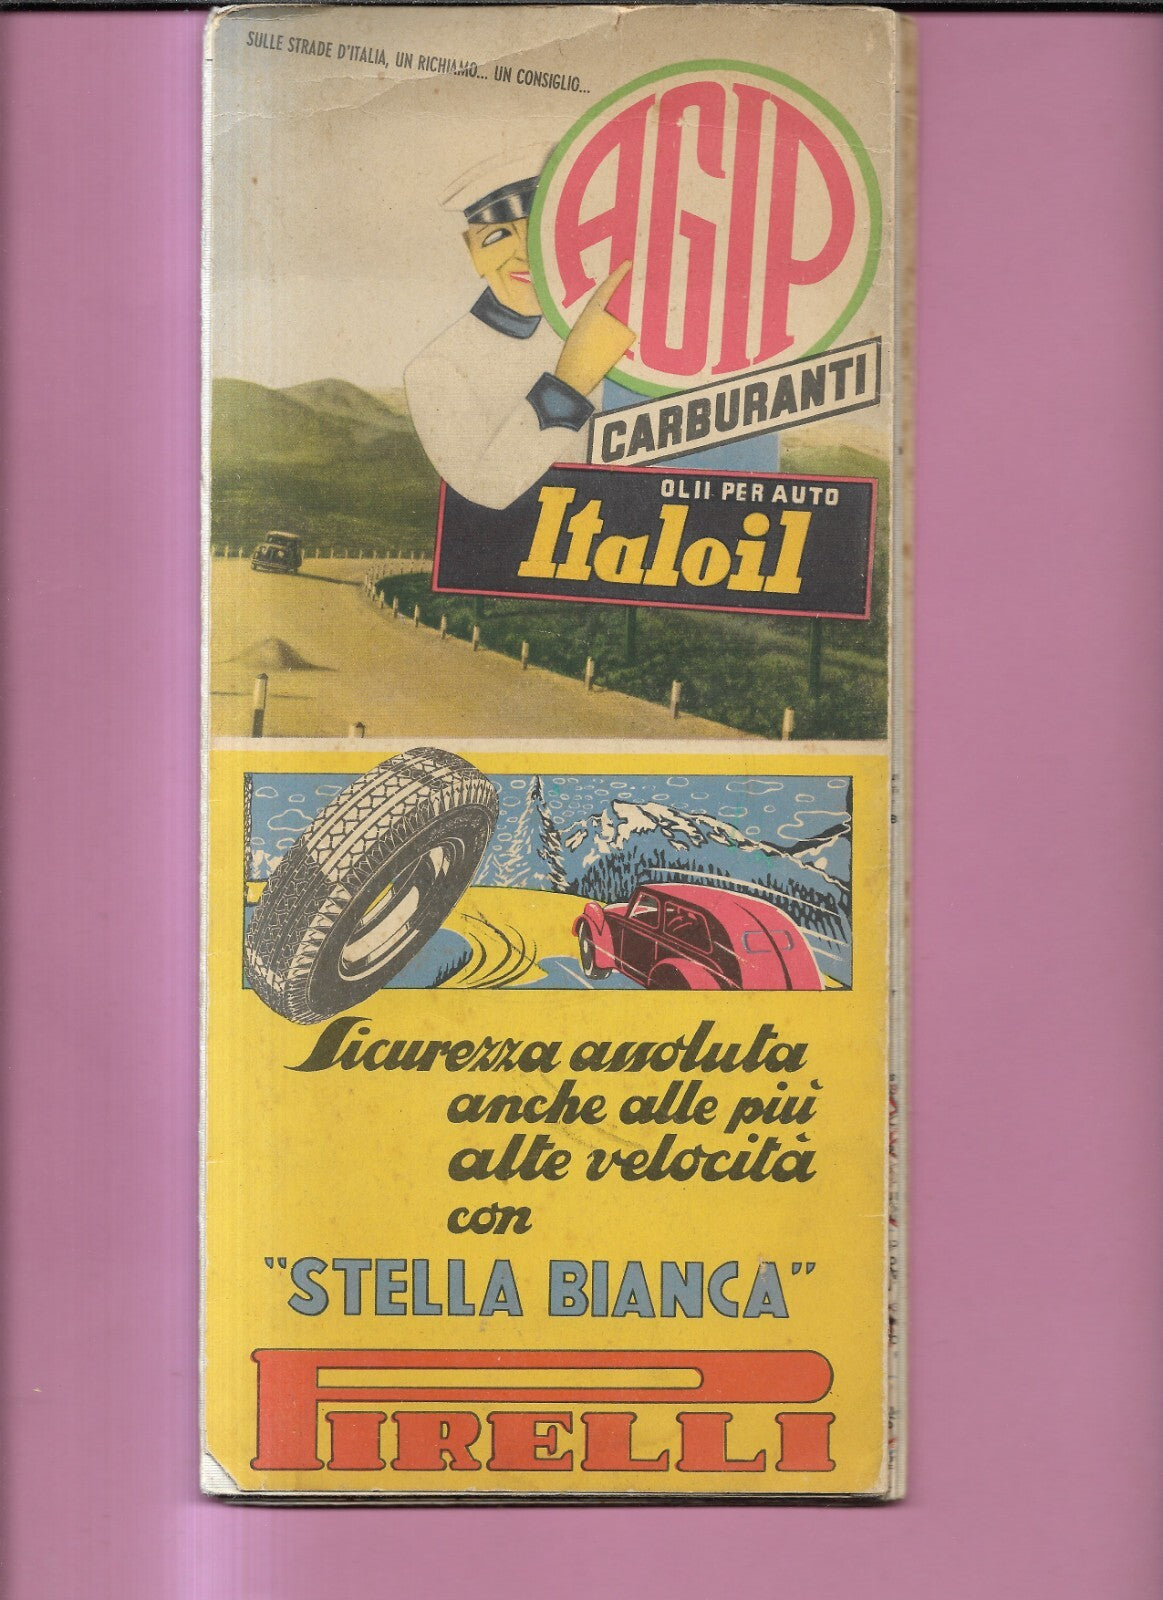 SULLE STRADE D'ITALIA, UN RICHIAMO... UN CONSIGLIO...
AGIP
CARBURANTI
OLII PER AUTO
Italoil
Sicurezza assoluta
anche alle più
alte velocità
con
"STELLA BIANCA"
PIRELLI